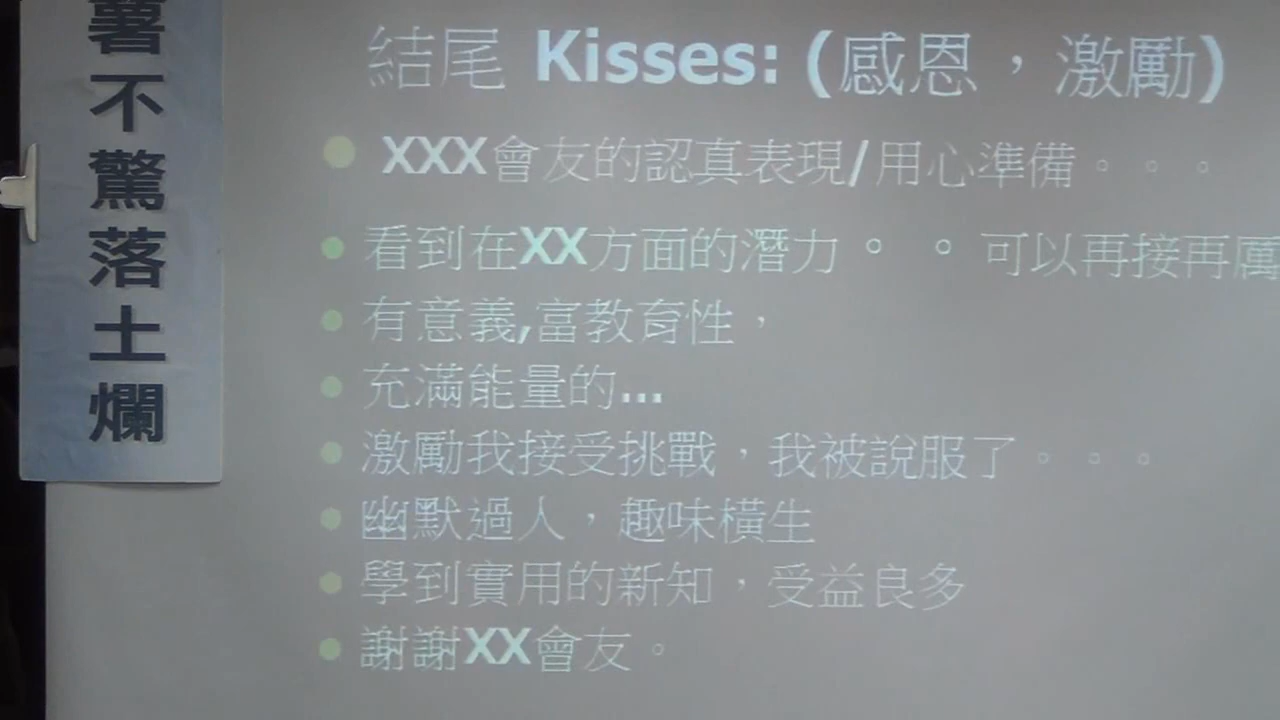 薯不驚落土爛
結尾 Kisses: (感恩，激勵)
XXX會友的認真表現/用心準備。。。
看到在XX方面的潛力。。可以再接再厲
有意義,富教育性，
充滿能量的...
激勵我接受挑戰，我被說服了。。。
幽默過人，趣味橫生
學到實用的新知，受益良多
謝謝XX會友。